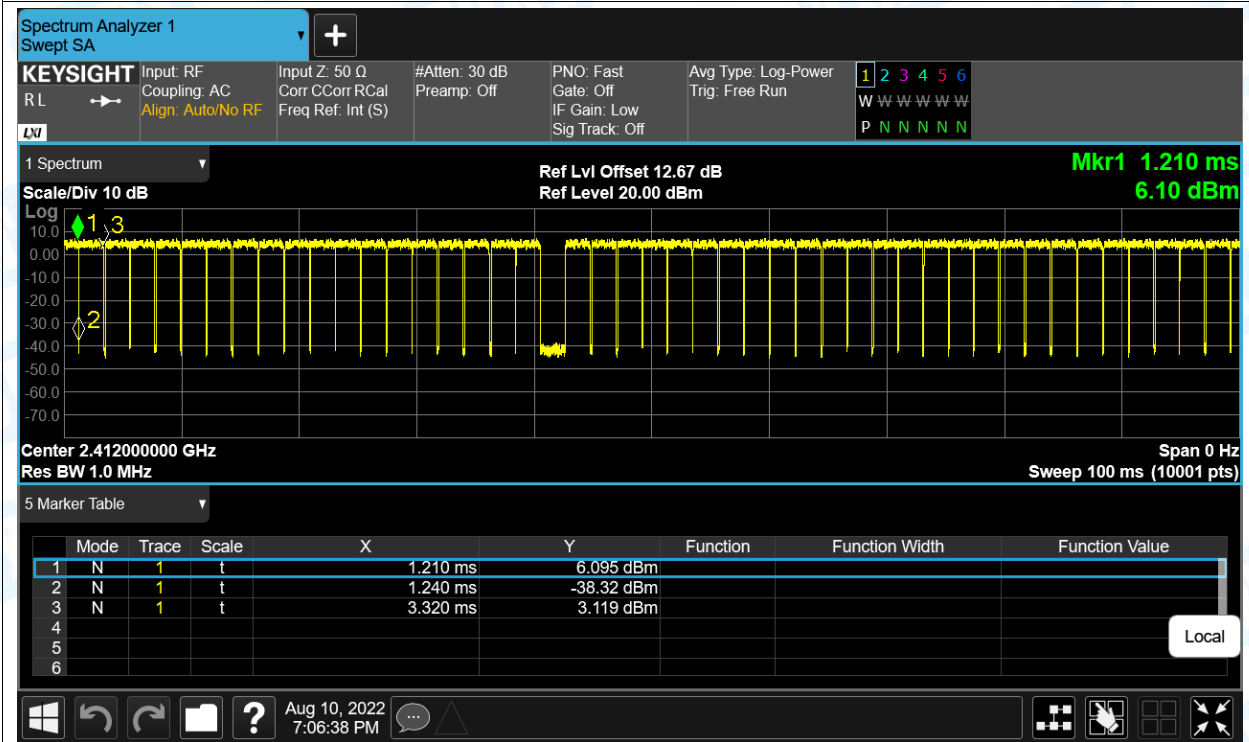 Spectrum Analyzer 1
Swept SA
KEYSIGHT Input: RF Input Z: 50 Ω #Atten: 30 dB PNO: Fast Avg Type: Log-Power 1 2 3 4 5 6
R L Coupling: AC Corr CCorr RCal Preamp: Off Gate: Off Trig: Free Run W W W W W W
Align: Auto/No RF Freq Ref: Int (S) IF Gain: Low
LXI Sig Track: Off P N N N N N
1 Spectrum Ref Lvl Offset 12.67 dB Mkr1 1.210 ms
Scale/Div 10 dB Ref Level 20.00 dBm 6.10 dBm
Log
1 3
10.0
0.00
-10.0
-20.0
-30.0 2
-40.0
-50.0
-60.0
-70.0
Center 2.412000000 GHz Span 0 Hz
Res BW 1.0 MHz Sweep 100 ms (10001 pts)
5 Marker Table
Mode Trace Scale X Y Function Function Width Function Value
1 N 1 t 1.210 ms 6.095 dBm
2 N 1 t 1.240 ms -38.32 dBm
3 N 1 t 3.320 ms 3.119 dBm
4
5
6
Local
? Aug 10, 2022
7:06:38 PM